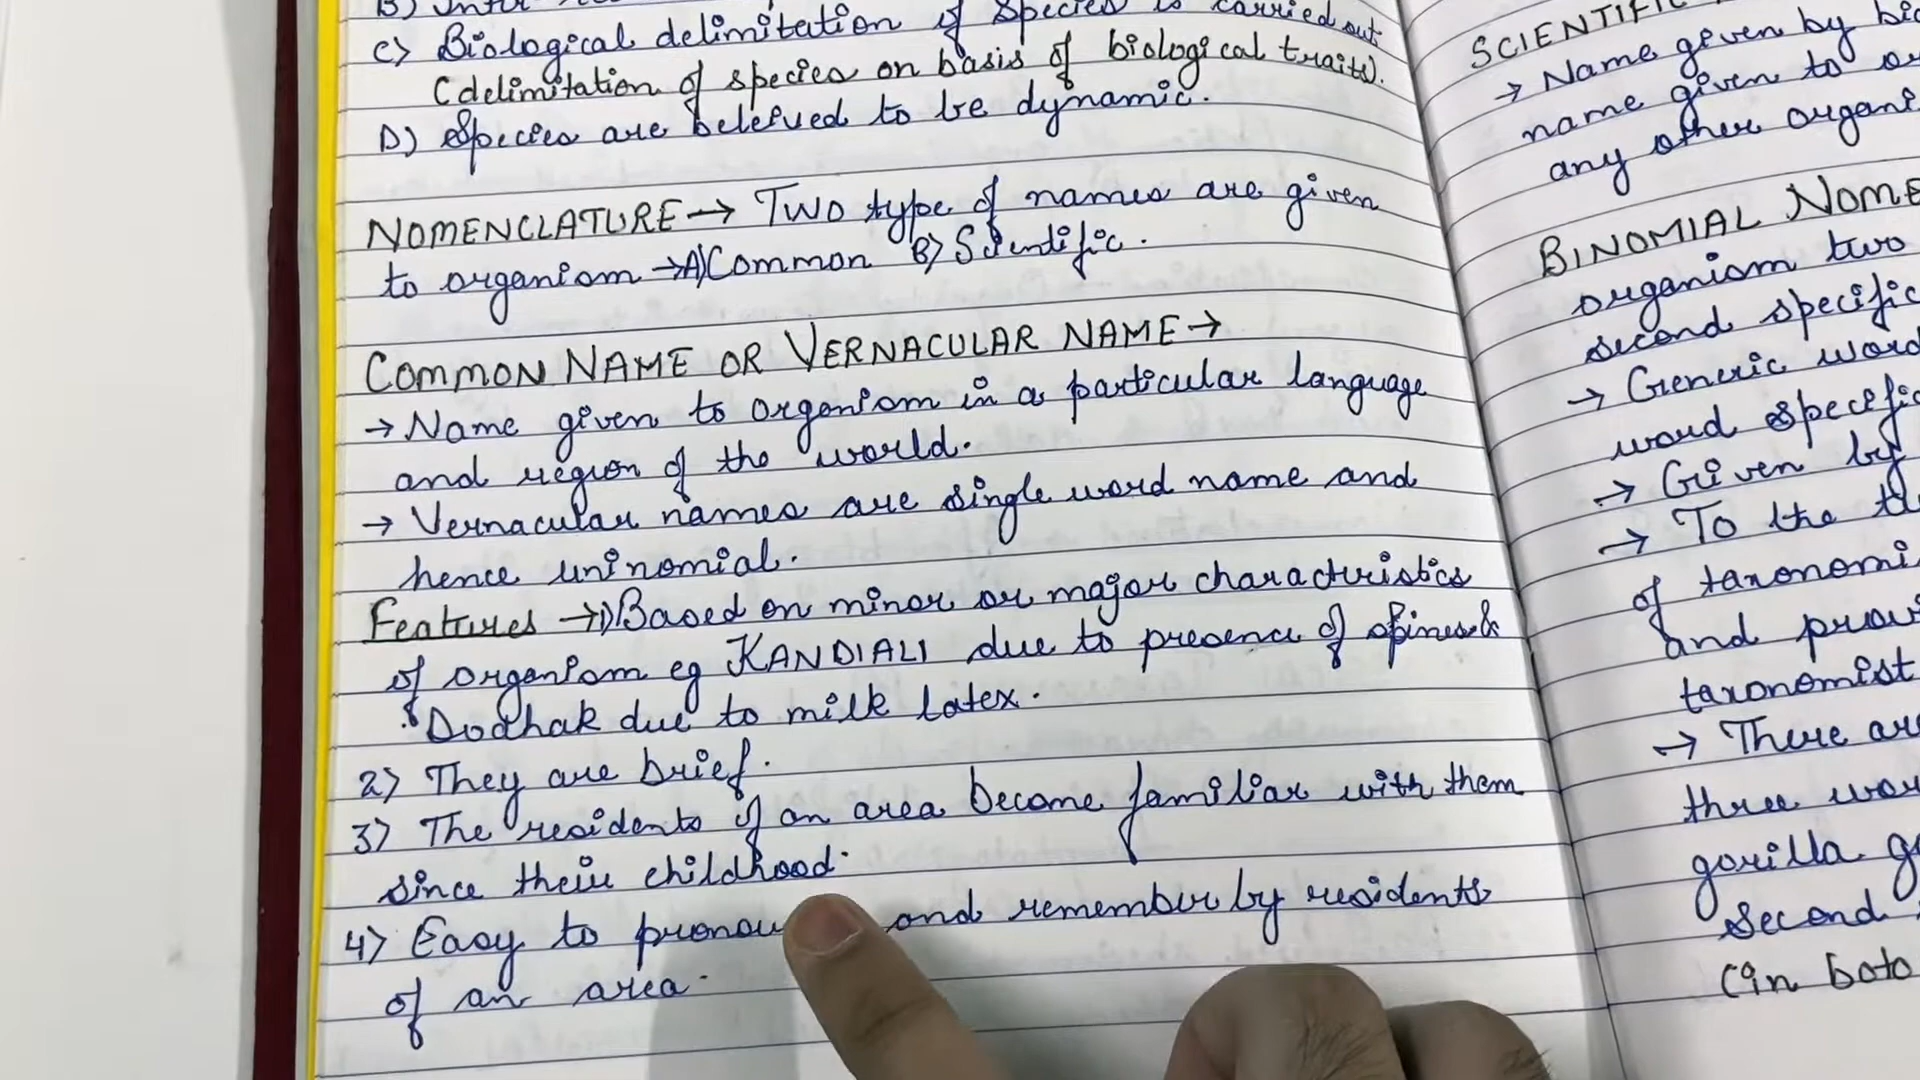 C) Biological delimitation of species is carried out
(delimitation of species on basis of biological traits).
D) Species are beleived to be dynamic.
NOMENCLATURE → Two type of names are given
to organism → A) Common B) Scientific.
COMMON NAME OR VERNACULAR NAME →
→ Name given to organism in a particular language
and region of the world.
→ Vernacular names are single word name and
hence uninomial.
Features → 1) Based on minor or major characteristics
of organism eg KANDIALI due to presence of spines &
Dodhak due to milk latex.
2) They are brief.
3) The residents of an area become familiar with them
since their childhood.
4) Easy to and remember by residents
of an area.
SCIENTIFIC
→ Name given by
name given to
any other
BINOMIAL
organism two
second specific
→ Generic word
word specific
→ Given by
→ To the
of
and
taxonomist
→ There are
three
gorilla
second
(in